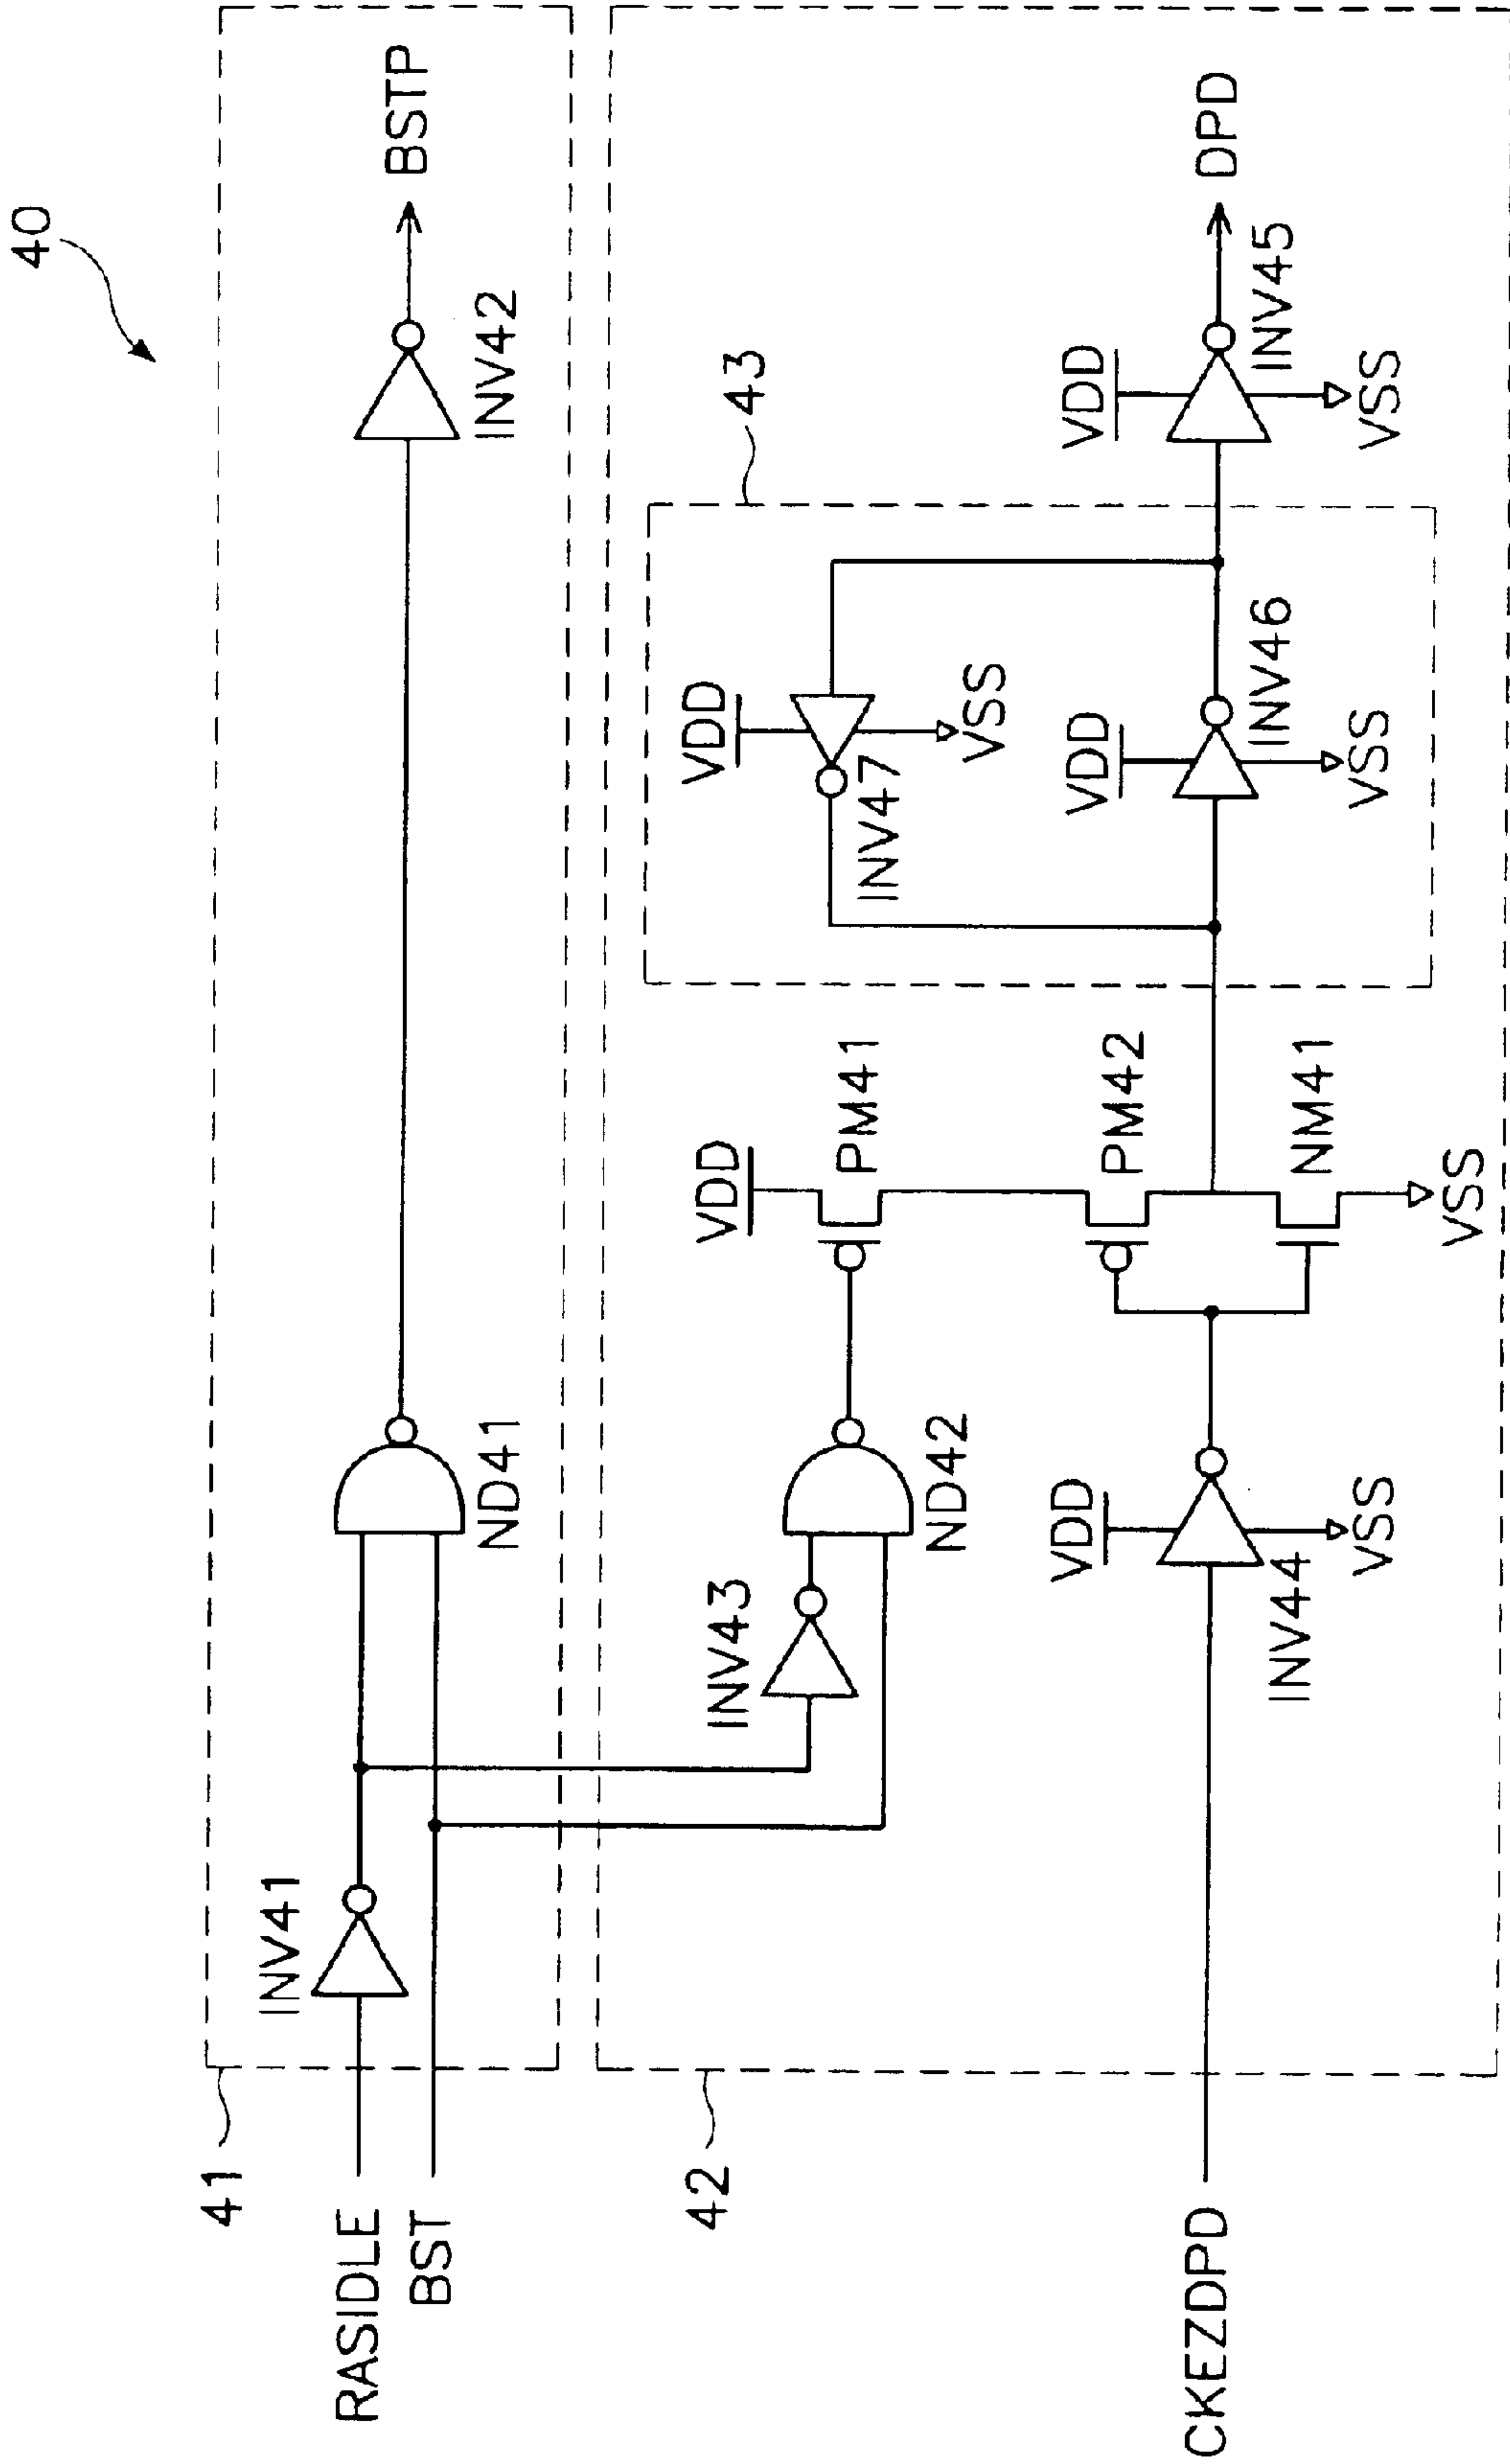 40
41
RASIDLE
BST
INV41
ND41
INV42
BSTP
42
CKEZDPD
INV43
ND42
VDD
INV44
VSS
VDD
PM41
PM42
NM41
VSS
43
VDD
INV47
VSS
VDD
INV46
VSS
VDD
INV45
VSS
DPD